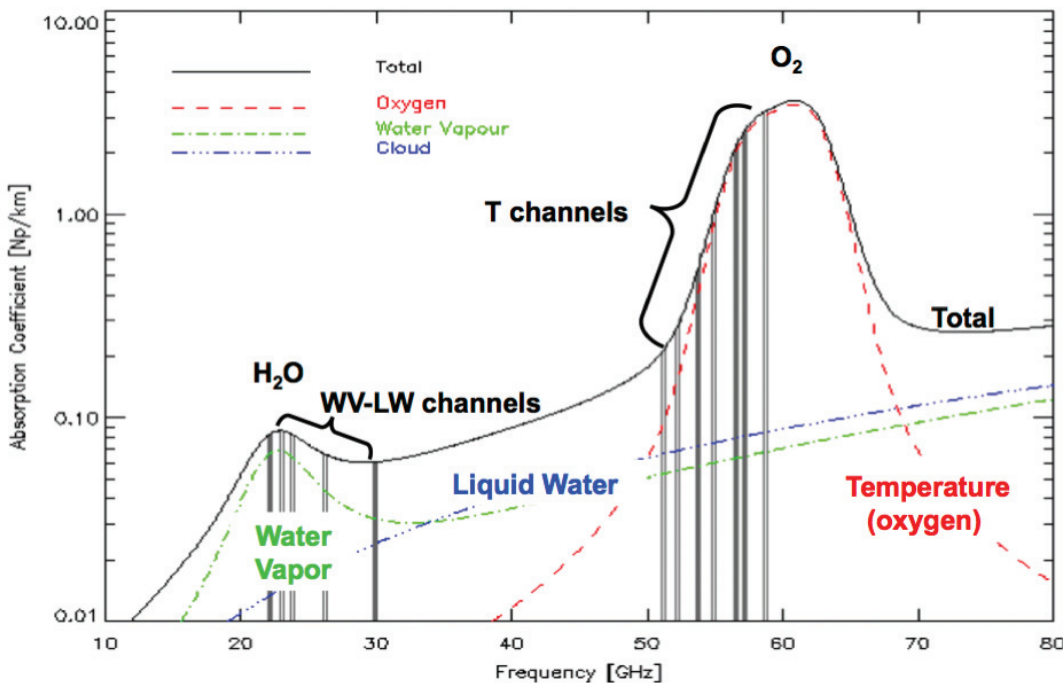 10.00
Total
Oxygen
Water Vapour
Cloud
O₂
T channels
1.00
Total
H₂O
WV-LW channels
0.10
Liquid Water
Water
Vapor
Temperature
(oxygen)
0.01
10 20 30 40 50 60 70 80
Frequency [GHz]
Absorption Coefficient [Np/km]